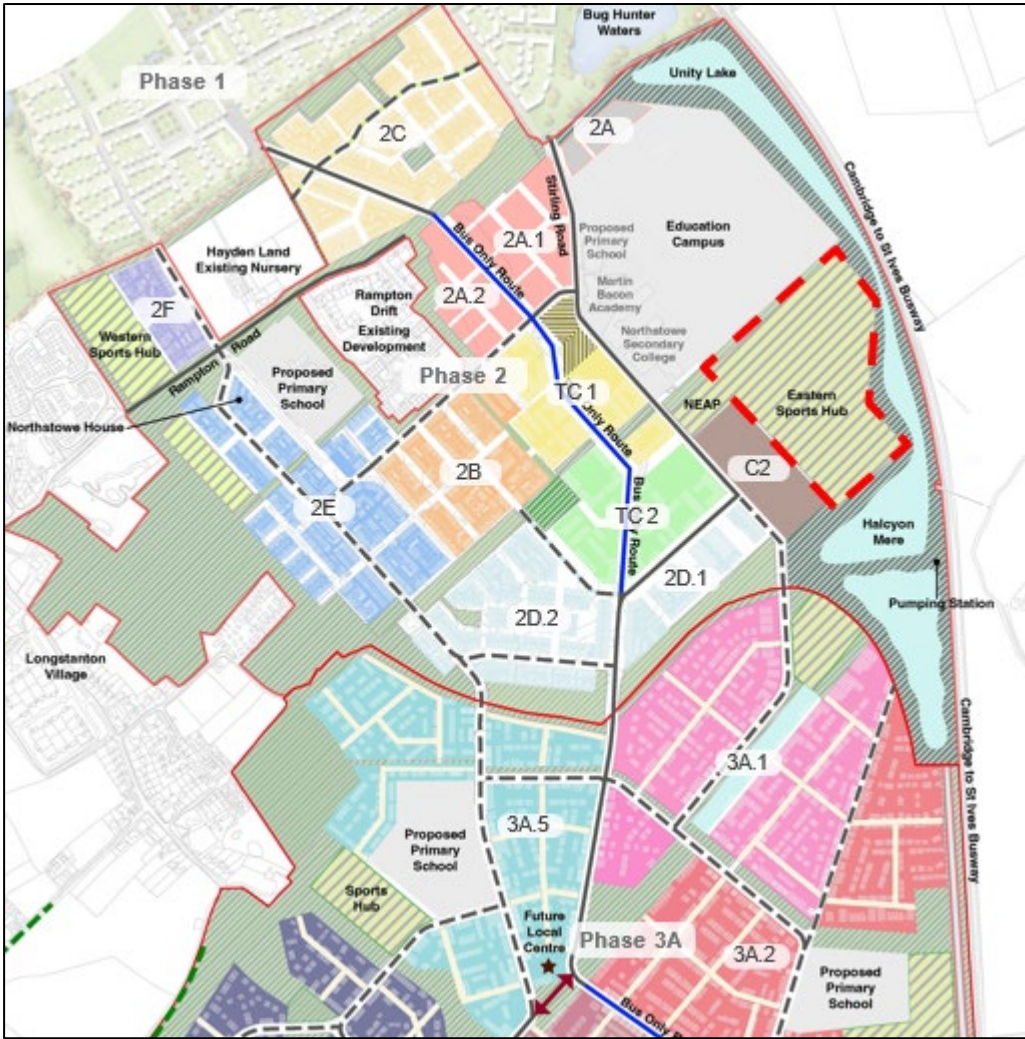 Bug Hunter
Waters
Phase 1
Unity Lake
2C
2A
Stirling Road
Cambridge to St Ives Busway
Bus Only Route
2A.1
Proposed
Primary
School
Education
Campus
Hayden Land
Existing Nursery
2F
2A.2
Rampton
Drift
Existing
Development
Martin
Bacon
Academy
Western
Sports Hub
Rampton Road
Northstowe
Secondary
College
Proposed
Primary
School
Phase 2
TC 1
Only Route
NEAP
Eastern
Sports Hub
Northstowe House
2B
C2
2E
TC 2
Bus
Route
Halcyon
Mere
2D.1
2D.2
Pumping Station
Longstanton
Village
Cambridge to St Ives Busway
3A.1
3A.5
Proposed
Primary
School
Sports
Hub
Future
Local
Centre
Phase 3A
3A.2
Proposed
Primary
School
Bus Only